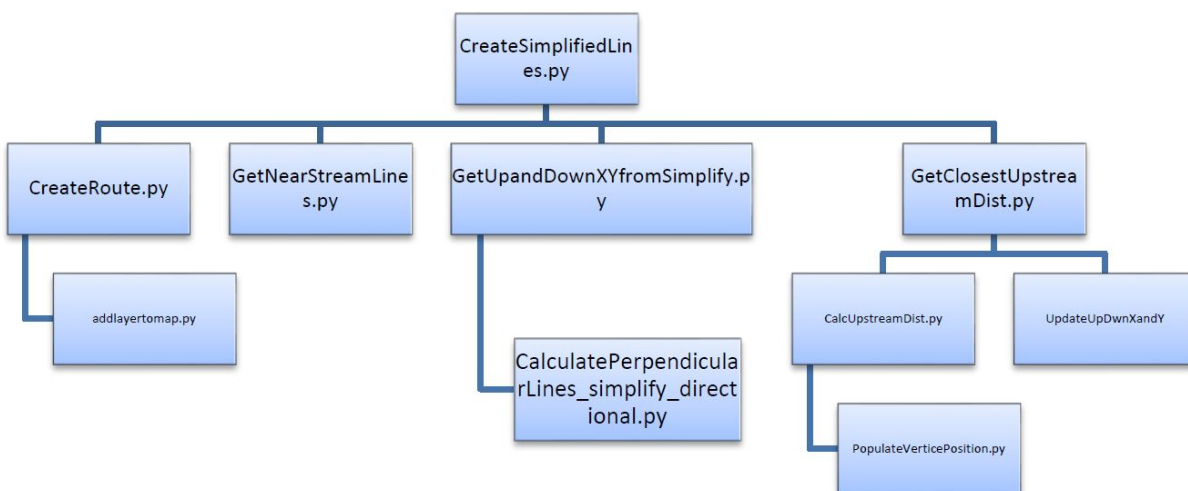 CreateSimplifiedLin
es.py
CreateRoute.py
GetNearStreamLine
s.py
GetUpandDownXYfromSimplify.p
y
GetClosestUpstrea
mDist.py
addlayertomap.py
CalculatePerpendicula
rLines_simplify_direct
ional.py
CalcUpstreamDist.py
UpdateUpDwnXandY
PopulateVerticePosition.py